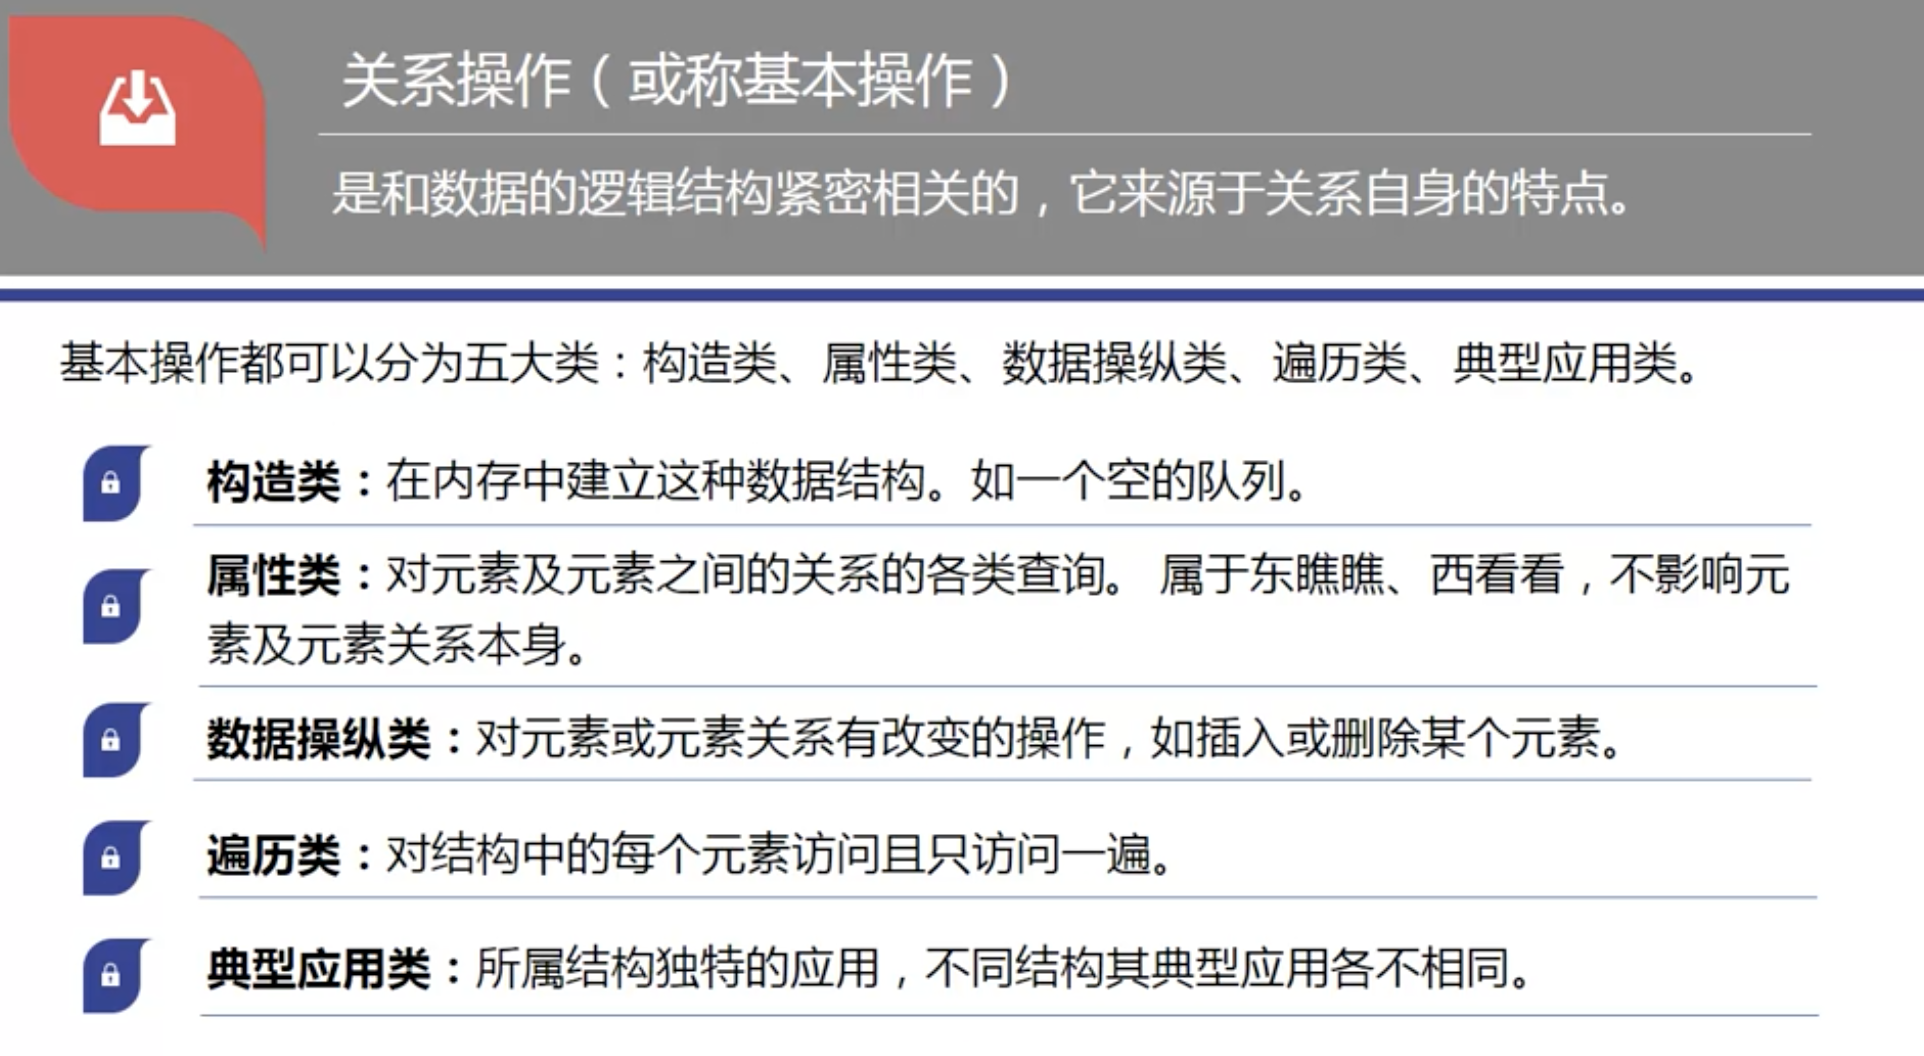 关系操作（或称基本操作）
是和数据的逻辑结构紧密相关的，它来源于关系自身的特点。
基本操作都可以分为五大类：构造类、属性类、数据操纵类、遍历类、典型应用类。
构造类：在内存中建立这种数据结构。如一个空的队列。
属性类：对元素及元素之间的关系的各类查询。 属于东瞧瞧、西看看，不影响元
素及元素关系本身。
数据操纵类：对元素或元素关系有改变的操作，如插入或删除某个元素。
遍历类：对结构中的每个元素访问且只访问一遍。
典型应用类：所属结构独特的应用，不同结构其典型应用各不相同。